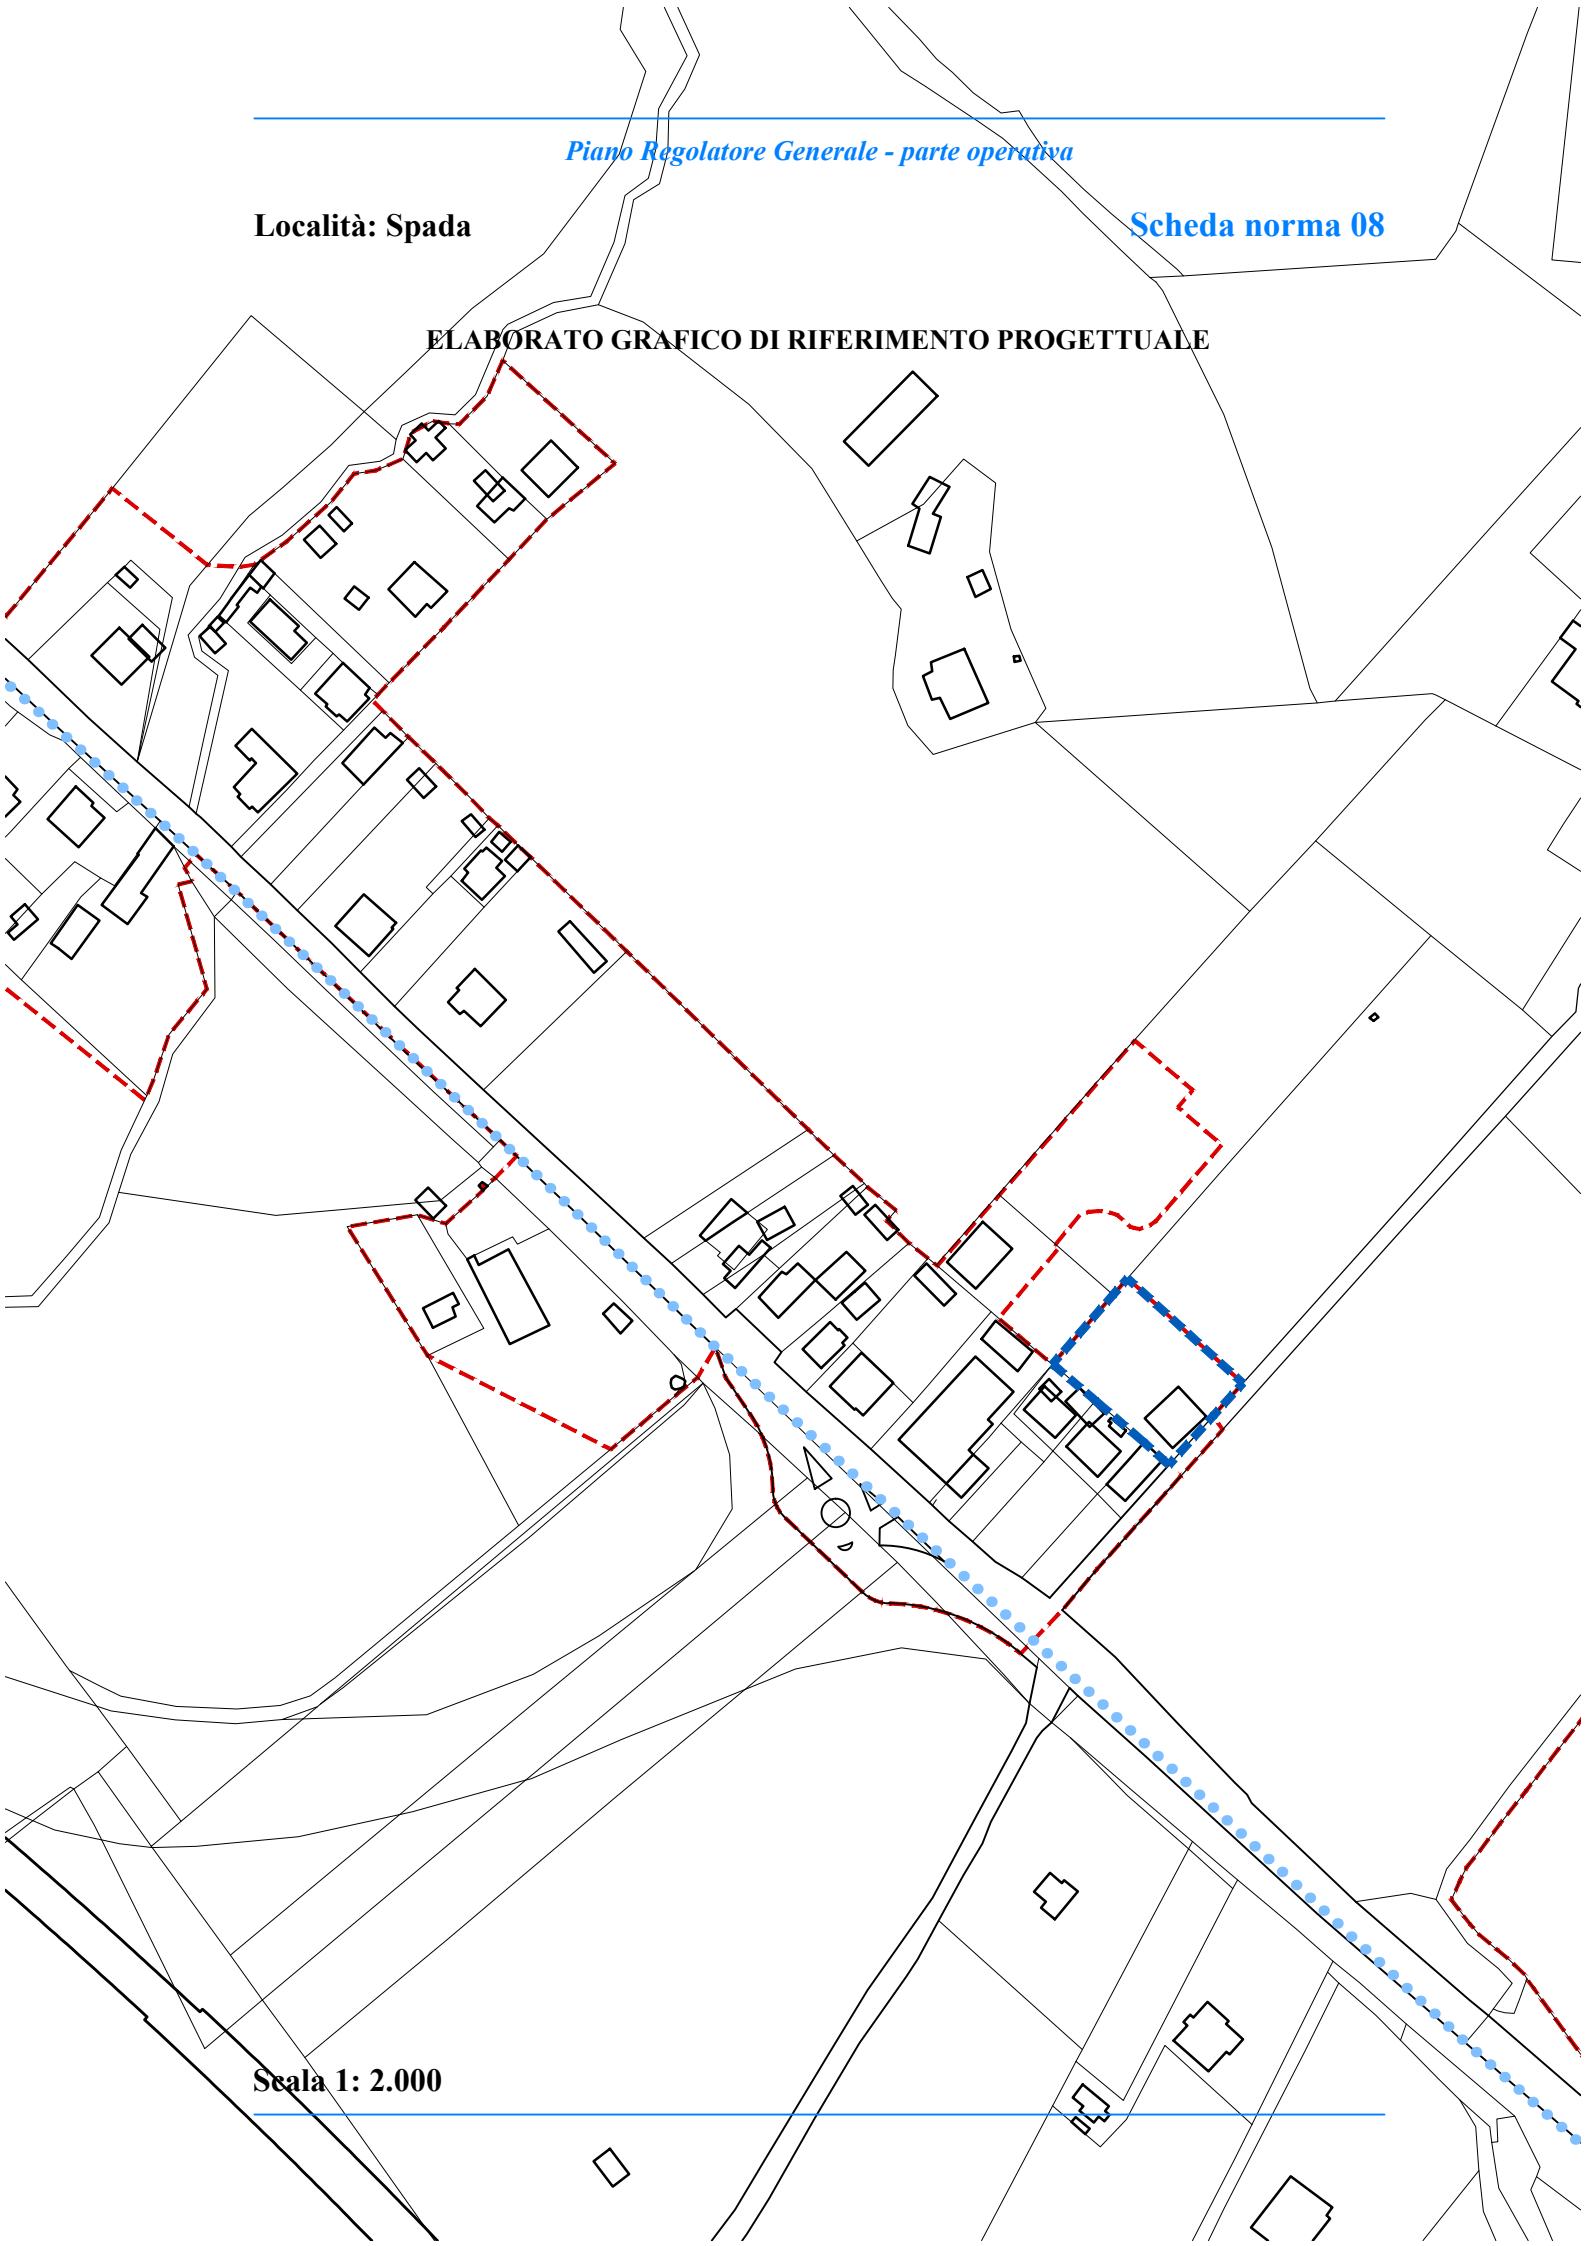 Piano Regolatore Generale - parte operativa
Località: Spada
Scheda norma 08
ELABORATO GRAFICO DI RIFERIMENTO PROGETTUALE
Scala 1: 2.000